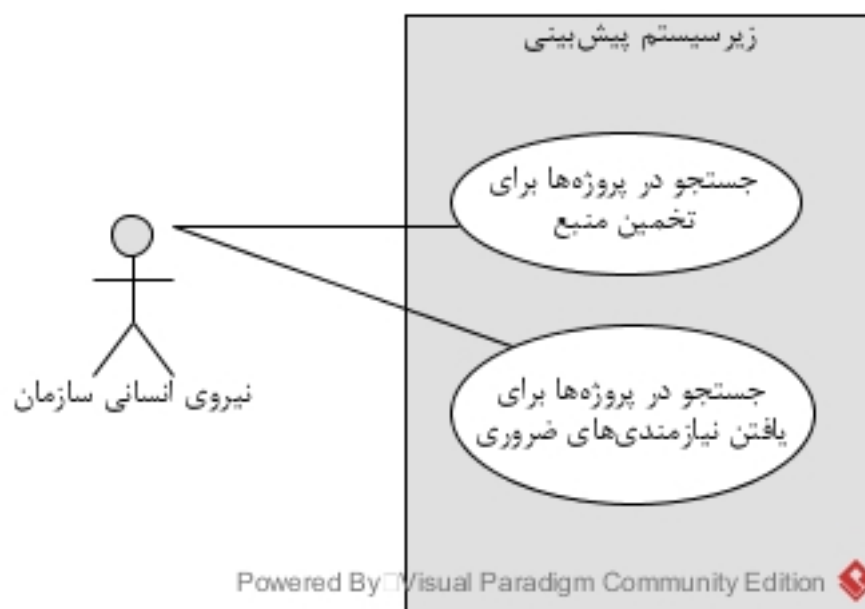 زیرسیستم پیش‌بینی
جستجو در پروژه‌ها برای
تخمین منبع
نیروی انسانی سازمان
جستجو در پروژه‌ها برای
یافتن نیازمندی‌های ضروری
Powered By Visual Paradigm Community Edition